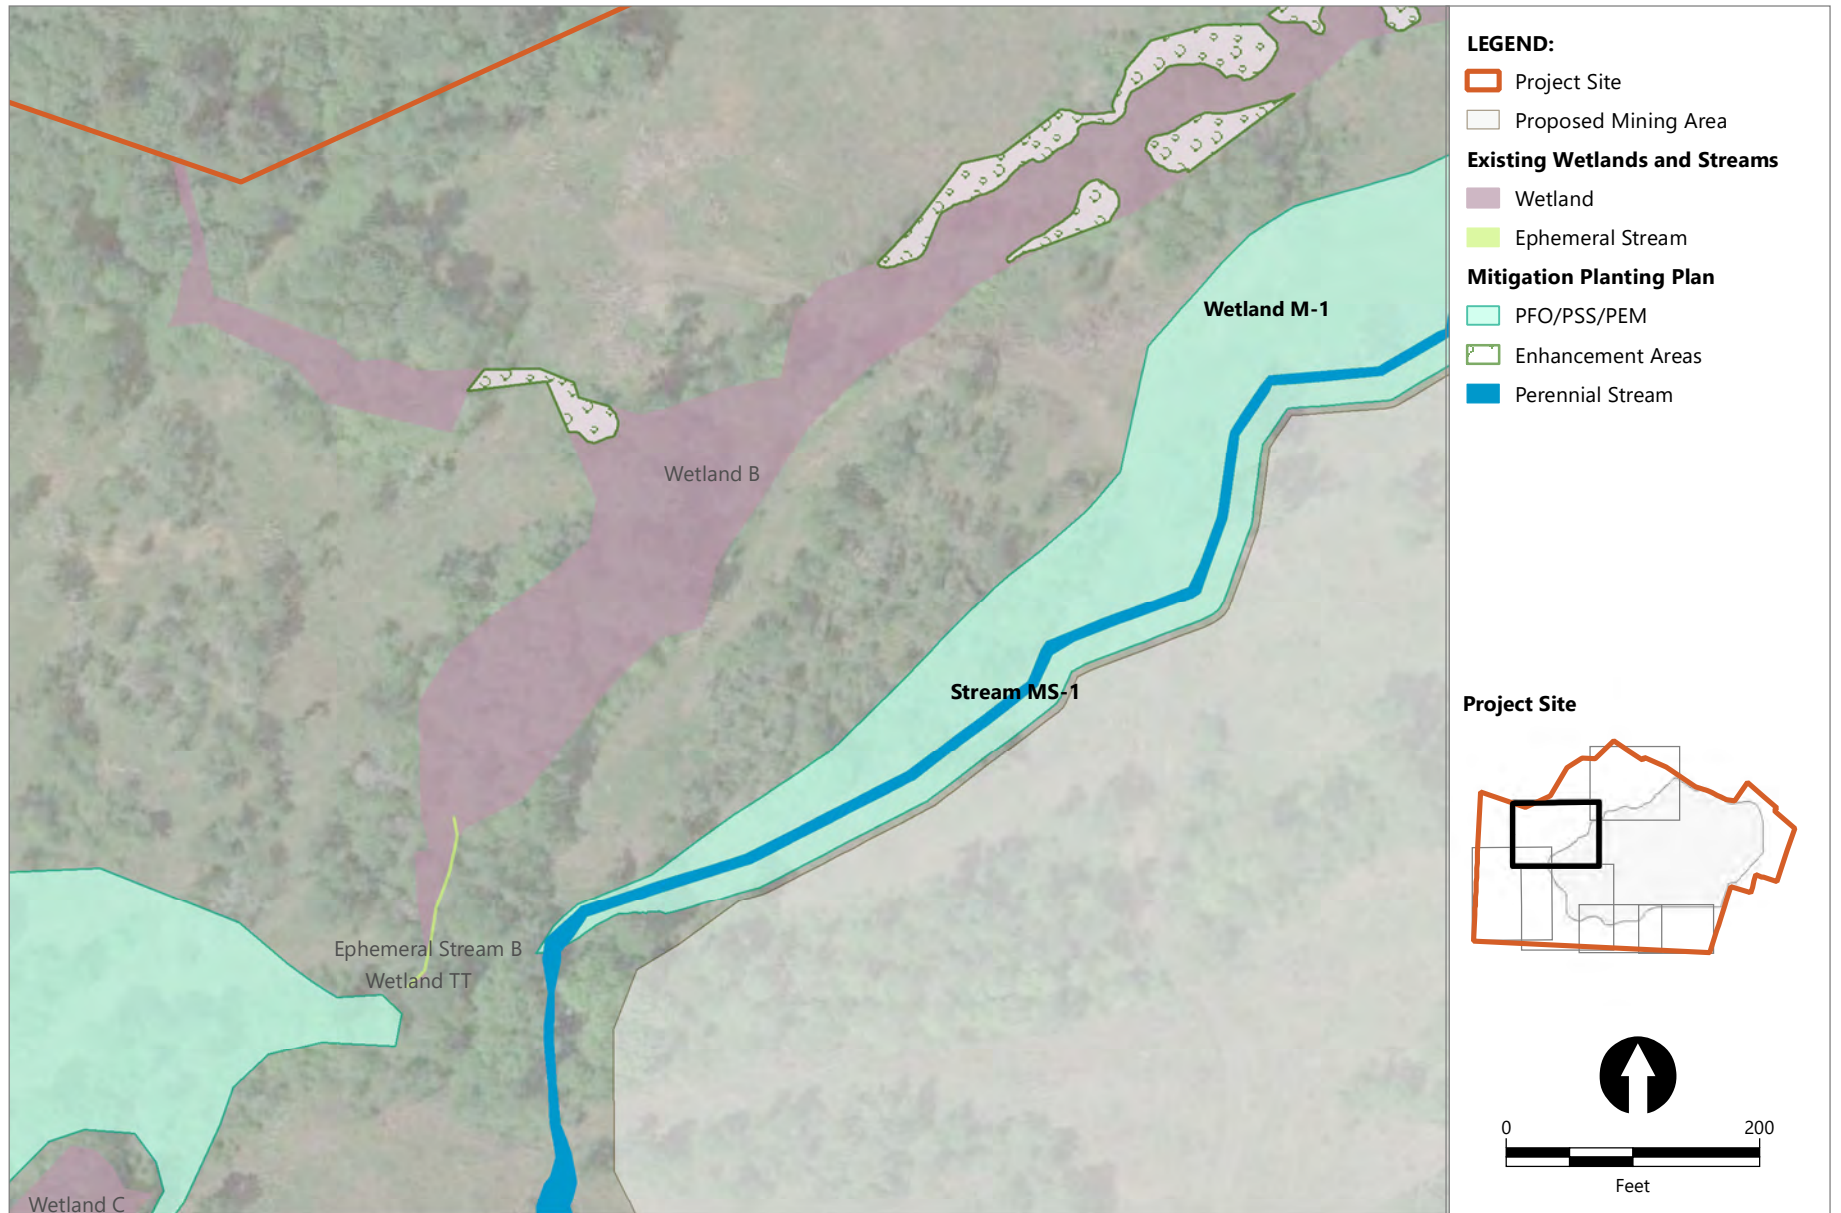 Wetland M-1
Wetland B
Stream MS-1
Ephemeral Stream B
Wetland TT
Wetland C
LEGEND:
Project Site
Proposed Mining Area
Existing Wetlands and Streams
Wetland
Ephemeral Stream
Mitigation Planting Plan
PFO/PSS/PEM
Enhancement Areas
Perennial Stream
Project Site
0 200
Feet